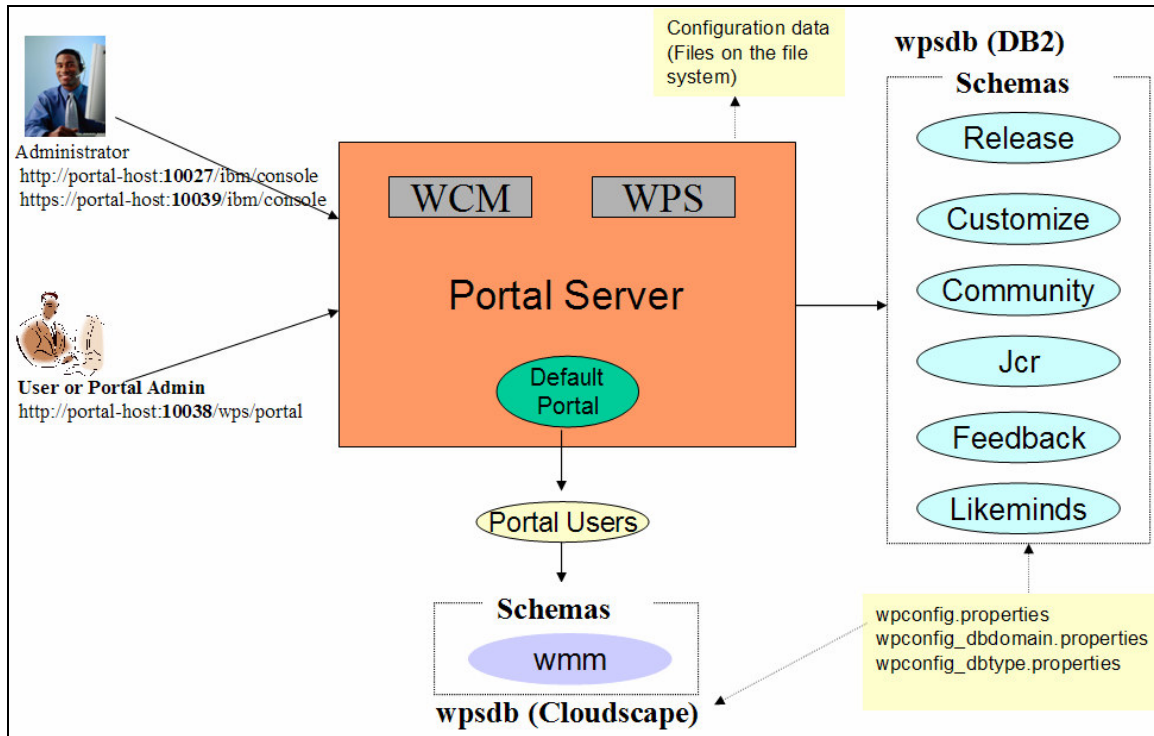 Administrator
http://portal-host:10027/ibm/console
https://portal-host:10039/ibm/console
User or Portal Admin
http://portal-host:10038/wps/portal
Configuration data
(Files on the file
system)
WCM
WPS
Portal Server
Default
Portal
Portal Users
Schemas
wmm
wpsdb (Cloudscape)
wpsdb (DB2)
Schemas
Release
Customize
Community
Jcr
Feedback
Likeminds
wpconfig.properties
wpconfig_dbdomain.properties
wpconfig_dbtype.properties